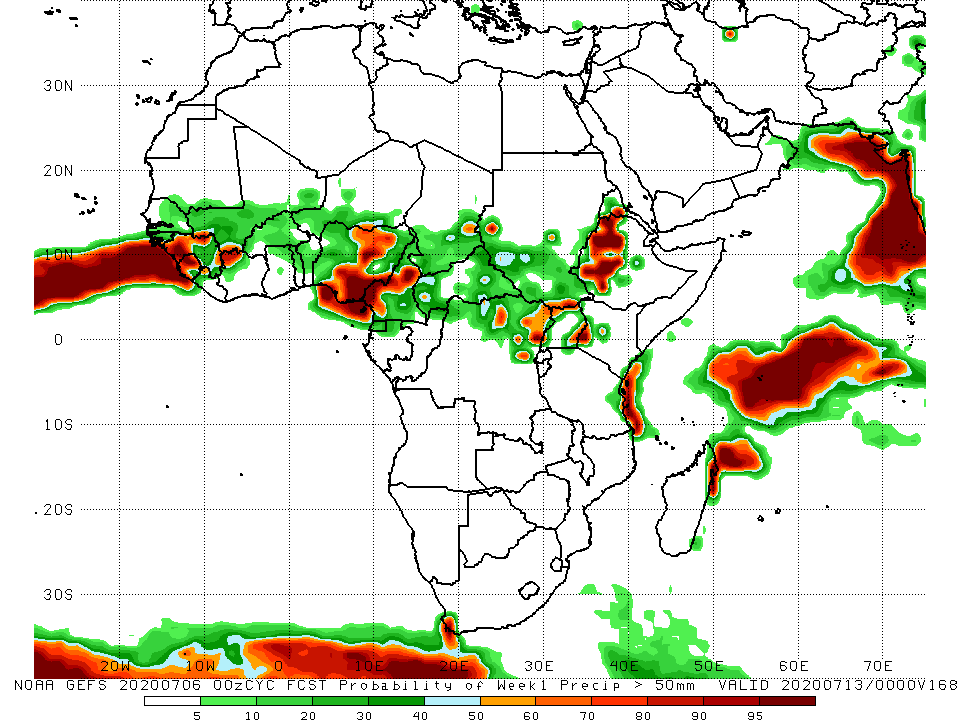 30N
20N
10N
0
10S
20S
30S
20W 10W 0 10E 20E 30E 40E 50E 60E 70E
NOAA GEFS 20200706 00zCYC FCST Probability of Week1 Precip > 50mm VALID 20200713/0000V168
5 10 20 30 40 50 60 70 80 90 95